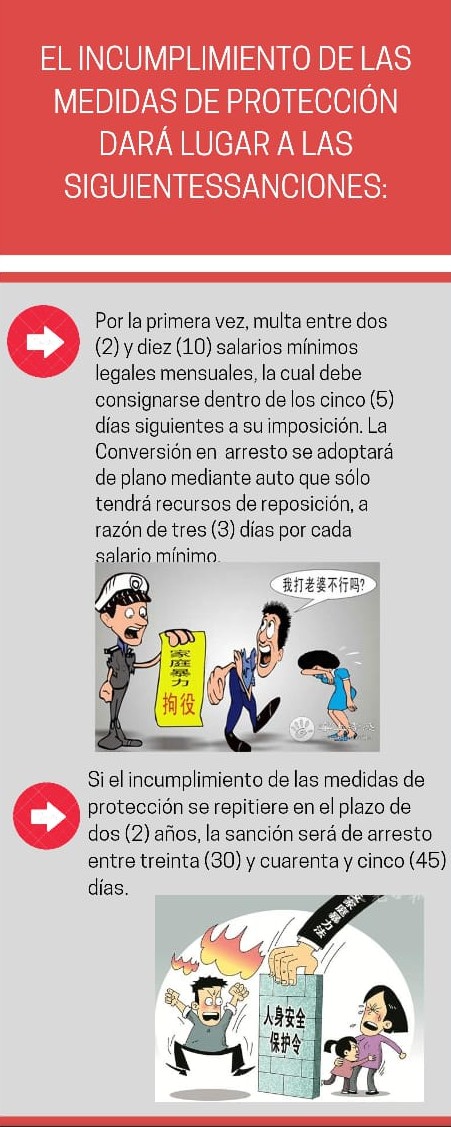 EL INCUMPLIMIENTO DE LAS
MEDIDAS DE PROTECCIÓN
DARÁ LUGAR A LAS
SIGUIENTESSANCIONES:
Por la primera vez, multa entre dos
(2) y diez (10) salarios mínimos
legales mensuales, la cual debe
consignarse dentro de los cinco (5)
días siguientes a su imposición. La
Conversión en arresto se adoptará
de plano mediante auto que sólo
tendrá recursos de reposición, a
razón de tres (3) días por cada
salario mínimo.
我打老婆不行吗?
家庭暴力
拘役
Si el incumplimiento de las medidas de
protección se repitiere en el plazo de
dos (2) años, la sanción será de arresto
entre treinta (30) y cuarenta y cinco (45)
días.
家庭暴力法
人身安全
保护令